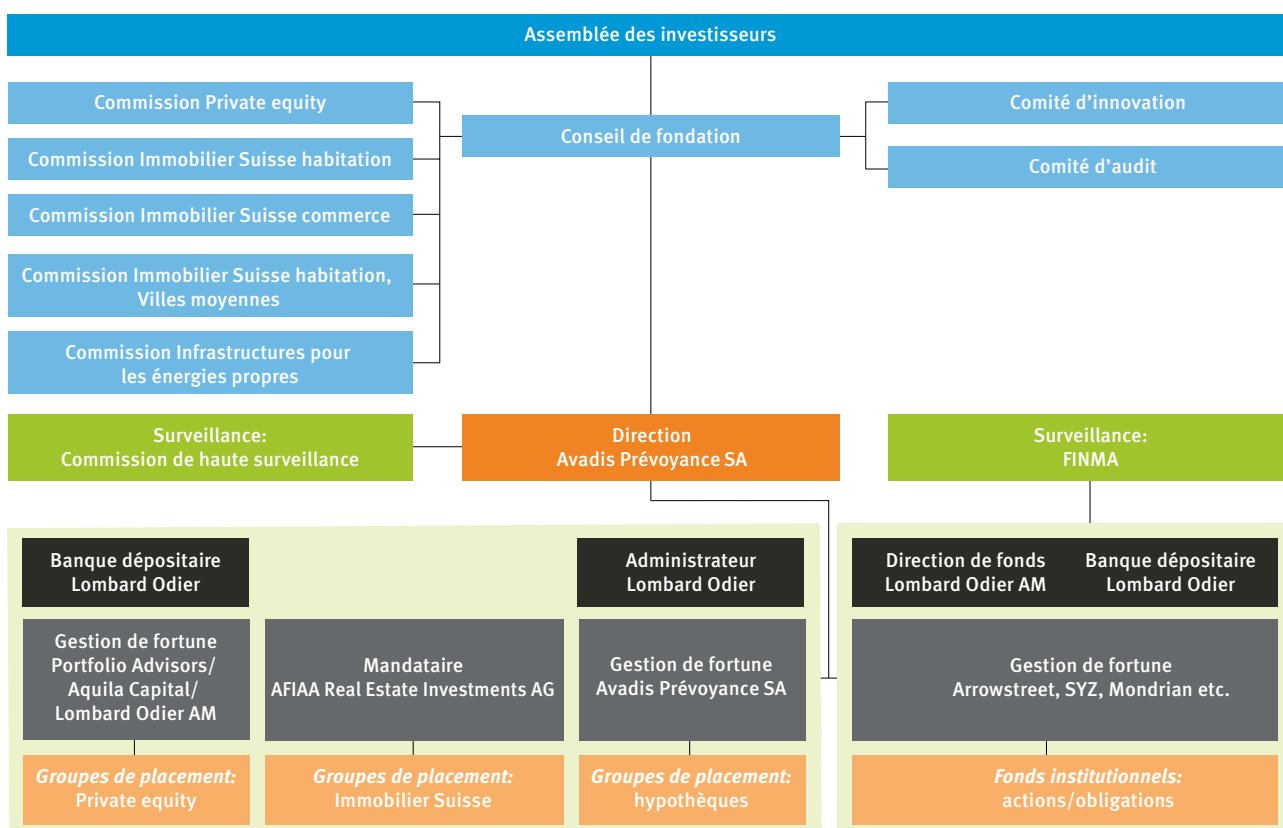 Assemblée des investisseurs
Commission Private equity
Commission Immobilier Suisse habitation
Commission Immobilier Suisse commerce
Commission Immobilier Suisse habitation,
Villes moyennes
Commission Infrastructures pour
les énergies propres
Conseil de fondation
Comité d'innovation
Comité d'audit
Surveillance:
Commission de haute surveillance
Direction
Avadis Prévoyance SA
Surveillance:
FINMA
Banque dépositaire
Lombard Odier
Administrateur
Lombard Odier
Direction de fonds
Lombard Odier AM
Banque dépositaire
Lombard Odier
Gestion de fortune
Portfolio Advisors/
Aquila Capital/
Lombard Odier AM
Mandataire
AFIAA Real Estate Investments AG
Gestion de fortune
Avadis Prévoyance SA
Gestion de fortune
Arrowstreet, SYZ, Mondrian etc.
Groupes de placement:
Private equity
Groupes de placement:
Immobilier Suisse
Groupes de placement:
hypothèques
Fonds institutionnels:
actions/obligations